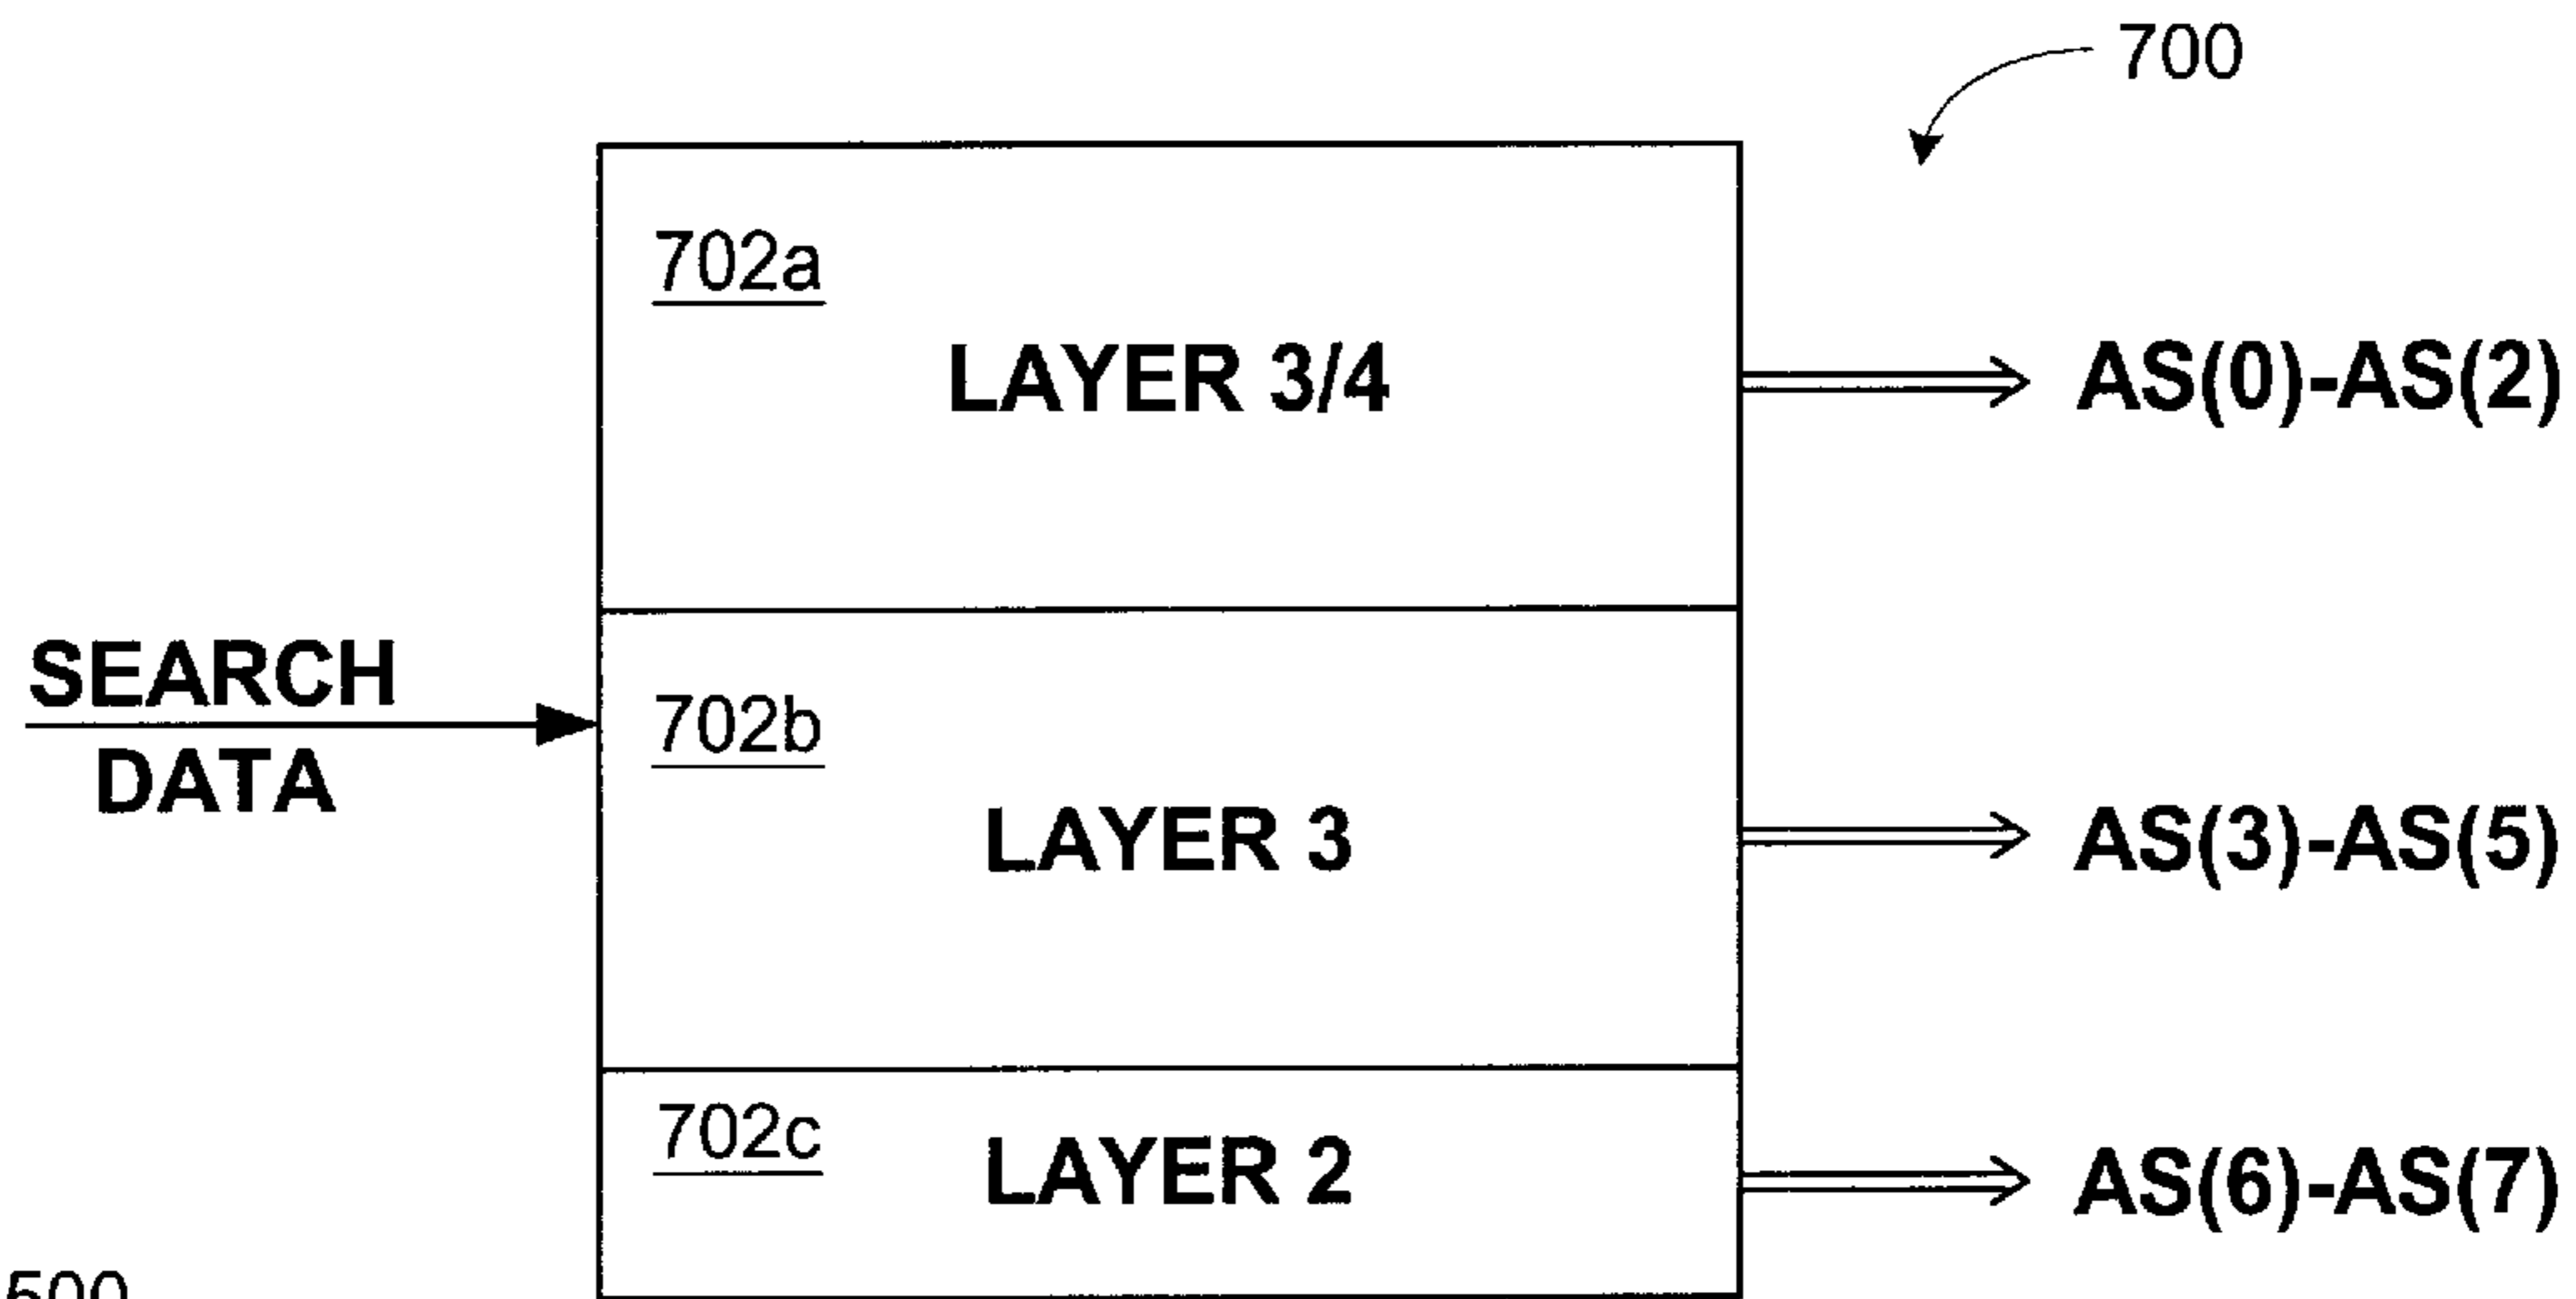 700
702a
LAYER 3/4
AS(0)-AS(2)
SEARCH
DATA
702b
LAYER 3
AS(3)-AS(5)
702c
LAYER 2
AS(6)-AS(7)
500